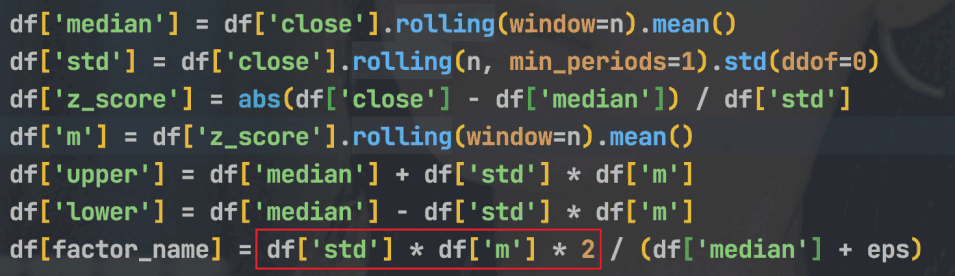 df['median'] = df['close'].rolling(window=n).mean()
df['std'] = df['close'].rolling(n, min_periods=1).std(ddof=0)
df['z_score'] = abs(df['close'] - df['median']) / df['std']
df['m'] = df['z_score'].rolling(window=n).mean()
df['upper'] = df['median'] + df['std'] * df['m']
df['lower'] = df['median'] - df['std'] * df['m']
df[factor_name] = df['std'] * df['m'] * 2 / (df['median'] + eps)